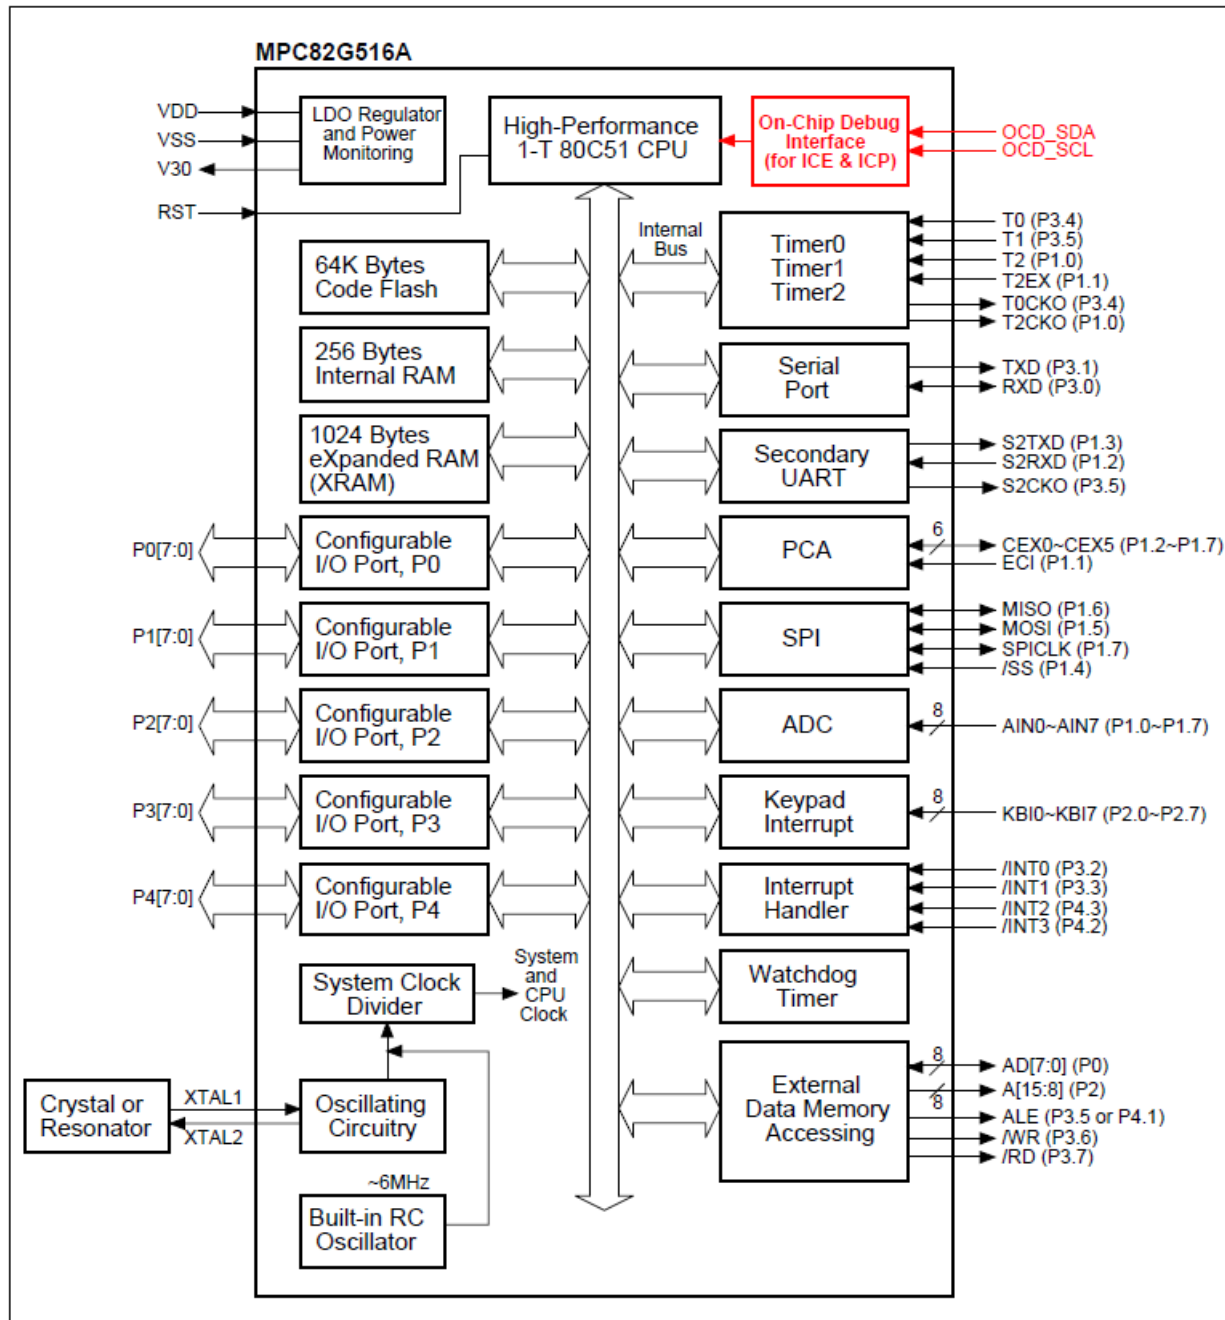 MPC82G516A
VDD
VSS
V30
RST
LDO Regulator
and Power
Monitoring
High-Performance
1-T 80C51 CPU
On-Chip Debug
Interface
(for ICE & ICP)
OCD_SDA
OCD_SCL
Internal
Bus
64K Bytes
Code Flash
Timer0
Timer1
Timer2
T0 (P3.4)
T1 (P3.5)
T2 (P1.0)
T2EX (P1.1)
T0CKO (P3.4)
T2CKO (P1.0)
256 Bytes
Internal RAM
Serial
Port
TXD (P3.1)
RXD (P3.0)
1024 Bytes
eXpanded RAM
(XRAM)
Secondary
UART
S2TXD (P1.3)
S2RXD (P1.2)
S2CKO (P3.5)
P0[7:0]
Configurable
I/O Port, P0
PCA
6
CEX0~CEX5 (P1.2~P1.7)
ECI (P1.1)
P1[7:0]
Configurable
I/O Port, P1
SPI
MISO (P1.6)
MOSI (P1.5)
SPICLK (P1.7)
/SS (P1.4)
P2[7:0]
Configurable
I/O Port, P2
ADC
8
AIN0~AIN7 (P1.0~P1.7)
P3[7:0]
Configurable
I/O Port, P3
Keypad
Interrupt
8
KBI0~KBI7 (P2.0~P2.7)
P4[7:0]
Configurable
I/O Port, P4
Interrupt
Handler
/INT0 (P3.2)
/INT1 (P3.3)
/INT2 (P4.3)
/INT3 (P4.2)
System Clock
Divider
System
and
CPU
Clock
Watchdog
Timer
Crystal or
Resonator
XTAL1
XTAL2
Oscillating
Circuitry
External
Data Memory
Accessing
8
AD[7:0] (P0)
A[15:8] (P2)
8
ALE (P3.5 or P4.1)
/WR (P3.6)
/RD (P3.7)
~6MHz
Built-in RC
Oscillator